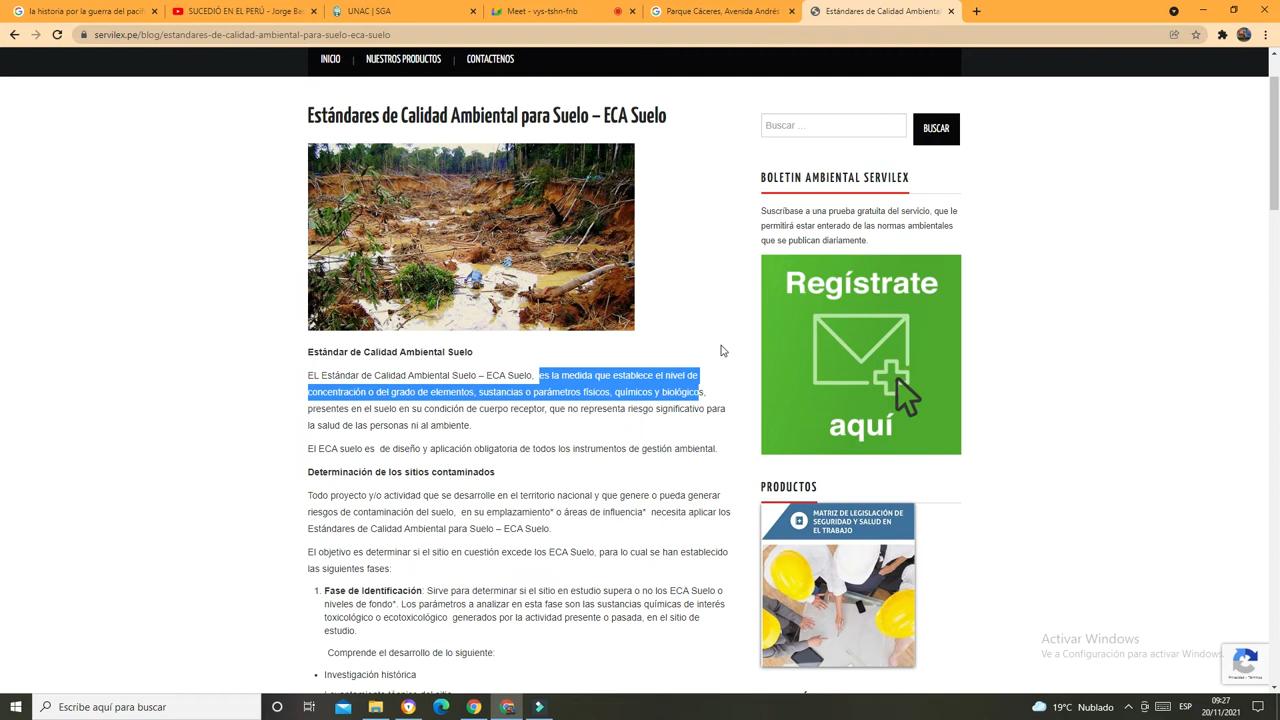 la historia por la guerra del pacif
SUCEDIÓ EN EL PERÚ - Jorge Ba
UNAC | SGA
Meet - vys-tshn-fnb
Parque Cáceres, Avenida Andrés
Estándares de Calidad Ambiental
servilex.pe/blog/estandares-de-calidad-ambiental-para-suelo-eca-suelo
INICIO | NUESTROS PRODUCTOS | CONTACTENOS
Estándares de Calidad Ambiental para Suelo – ECA Suelo
Estándar de Calidad Ambiental Suelo
EL Estándar de Calidad Ambiental Suelo – ECA Suelo, es la medida que establece el nivel de
concentración o del grado de elementos, sustancias o parámetros físicos, químicos y biológicos,
presentes en el suelo en su condición de cuerpo receptor, que no representa riesgo significativo para
la salud de las personas ni al ambiente.
El ECA suelo es de diseño y aplicación obligatoria de todos los instrumentos de gestión ambiental.
Determinación de los sitios contaminados
Todo proyecto y/o actividad que se desarrolle en el territorio nacional y que genere o pueda generar
riesgos de contaminación del suelo, en su emplazamiento* o áreas de influencia* necesita aplicar los
Estándares de Calidad Ambiental para Suelo – ECA Suelo.
El objetivo es determinar si el sitio en cuestión excede los ECA Suelo, para lo cual se han establecido
las siguientes fases:
1. Fase de Identificación: Sirve para determinar si el sitio en estudio supera o no los ECA Suelo o
niveles de fondo*. Los parámetros a analizar en esta fase son las sustancias químicas de interés
toxicológico o ecotoxicológico generados por la actividad presente o pasada, en el sitio de
estudio.
Comprende el desarrollo de lo siguiente:
• Investigación histórica
Buscar …
BUSCAR
BOLETIN AMBIENTAL SERVILEX
Suscríbase a una prueba gratuita del servicio, que le
permitirá estar enterado de las normas ambientales
que se publican diariamente.
Regístrate
aquí
PRODUCTOS
MATRIZ DE LEGISLACIÓN DE
SEGURIDAD Y SALUD EN
EL TRABAJO
Activar Windows
Ve a Configuración para activar Windows.
Privacidad - Términos
Escribe aquí para buscar
19°C Nublado
ESP
09:27
20/11/2021